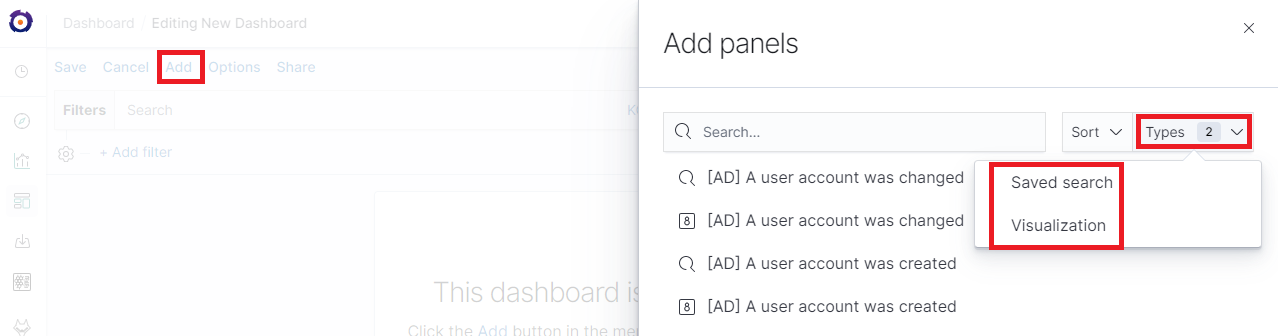 Dashboard / Editing New Dashboard
Save Cancel Add Options Share
Filters Search
+ Add filter
This dashboard is
Click the Add button in the me
Add panels
Search...
Sort
Types 2
Saved search
Visualization
[AD] A user account was changed
8 [AD] A user account was changed
[AD] A user account was created
8 [AD] A user account was created